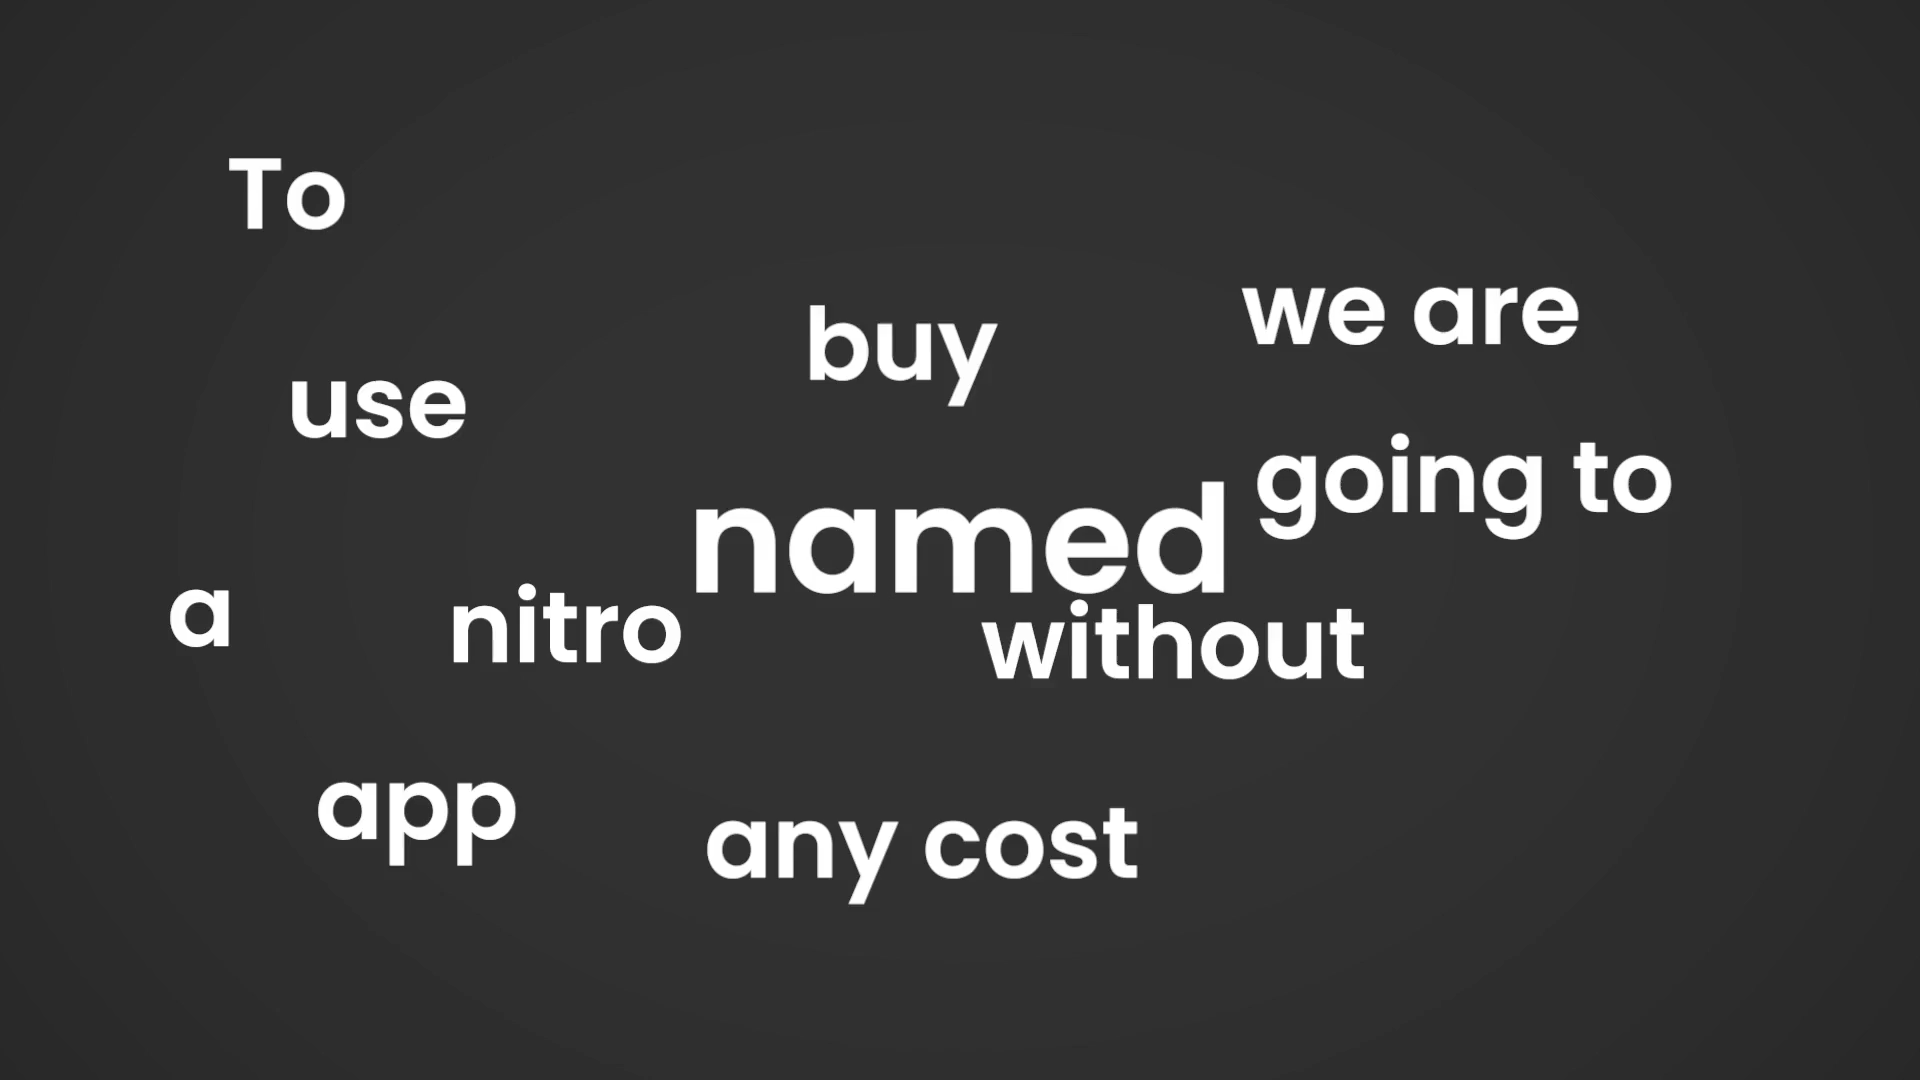 To
buy
we are
use
going to
named
a
nitro
without
app
any cost